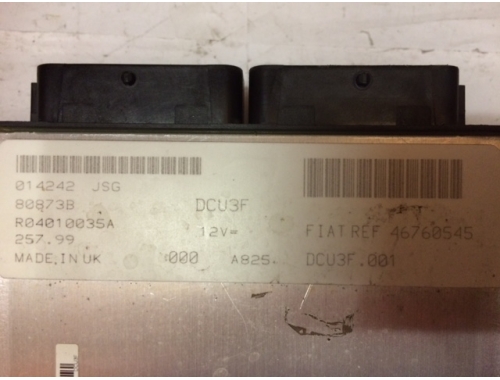 014242 JSG
80873B DCU3F
R04010035A 12V= FIAT REF 46760545
257.99
MADE IN UK 000 A825 DCU3F.001